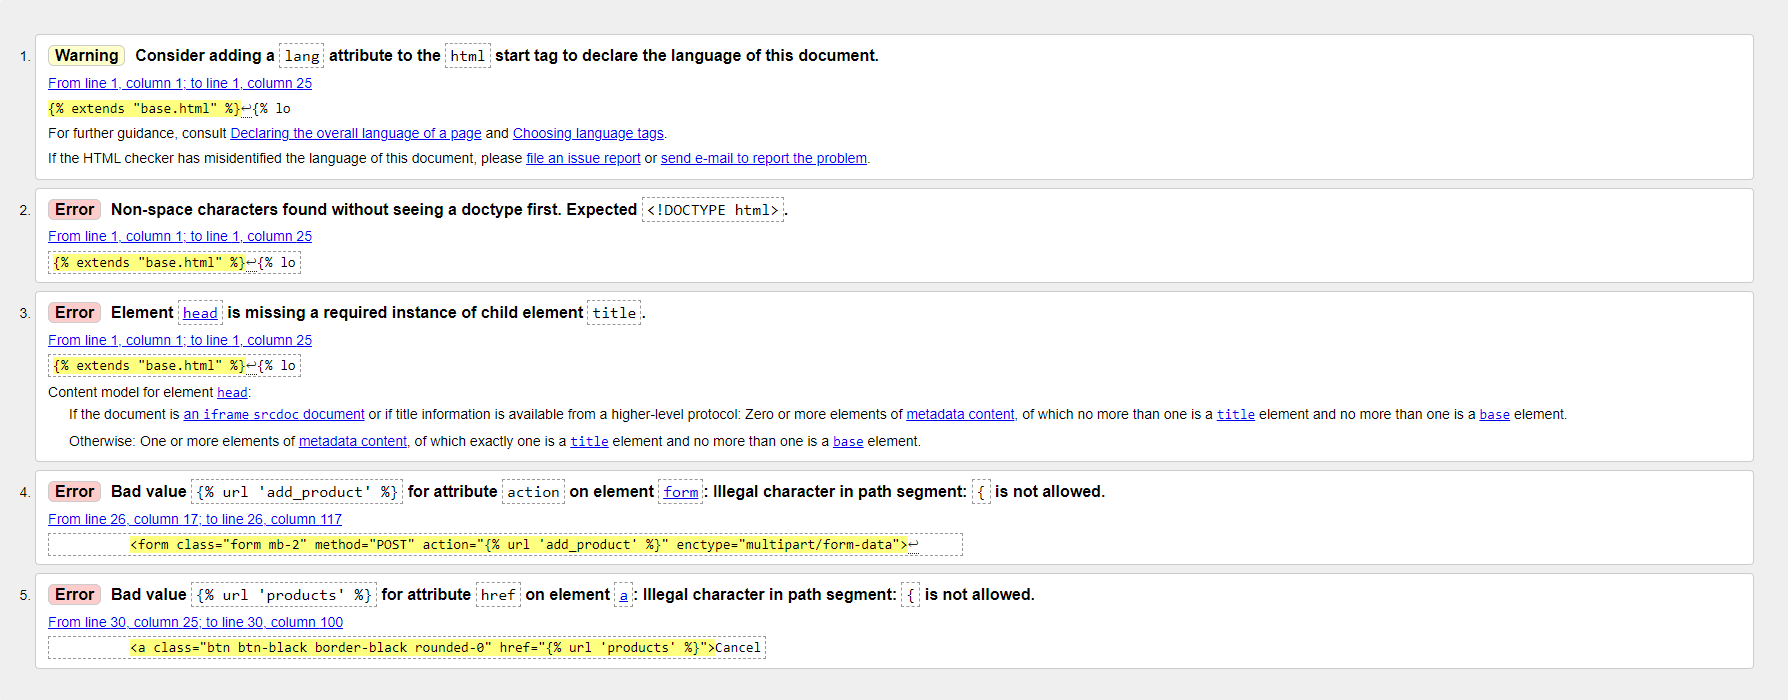 1. Warning Consider adding a lang attribute to the html start tag to declare the language of this document.
From line 1, column 1; to line 1, column 25
{% extends "base.html" %}↩{% lo
For further guidance, consult Declaring the overall language of a page and Choosing language tags.
If the HTML checker has misidentified the language of this document, please file an issue report or send e-mail to report the problem.
2. Error Non-space characters found without seeing a doctype first. Expected <!DOCTYPE html>.
From line 1, column 1; to line 1, column 25
{% extends "base.html" %}↩{% lo
3. Error Element head is missing a required instance of child element title.
From line 1, column 1; to line 1, column 25
{% extends "base.html" %}↩{% lo
Content model for element head:
If the document is an iframe srcdoc document or if title information is available from a higher-level protocol: Zero or more elements of metadata content, of which no more than one is a title element and no more than one is a base element.
Otherwise: One or more elements of metadata content, of which exactly one is a title element and no more than one is a base element.
4. Error Bad value {% url 'add_product' %} for attribute action on element form: Illegal character in path segment: { is not allowed.
From line 26, column 17; to line 26, column 117
<form class="form mb-2" method="POST" action="{% url 'add_product' %}" enctype="multipart/form-data">↩
5. Error Bad value {% url 'products' %} for attribute href on element a: Illegal character in path segment: { is not allowed.
From line 30, column 25; to line 30, column 100
<a class="btn btn-black border-black rounded-0" href="{% url 'products' %}">Cancel